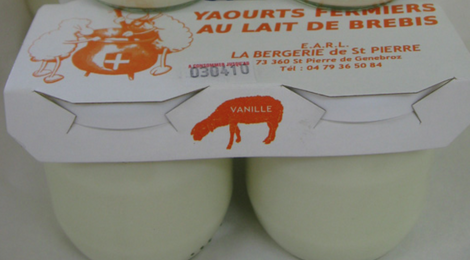 YAOURTS FERMIERS
AU LAIT DE BREBIS
E.A.R.L.
LA BERGERIE de St PIERRE
73 360 St Pierre de Genebroz
Tél : 04 79 36 50 84
030410
VANILLE